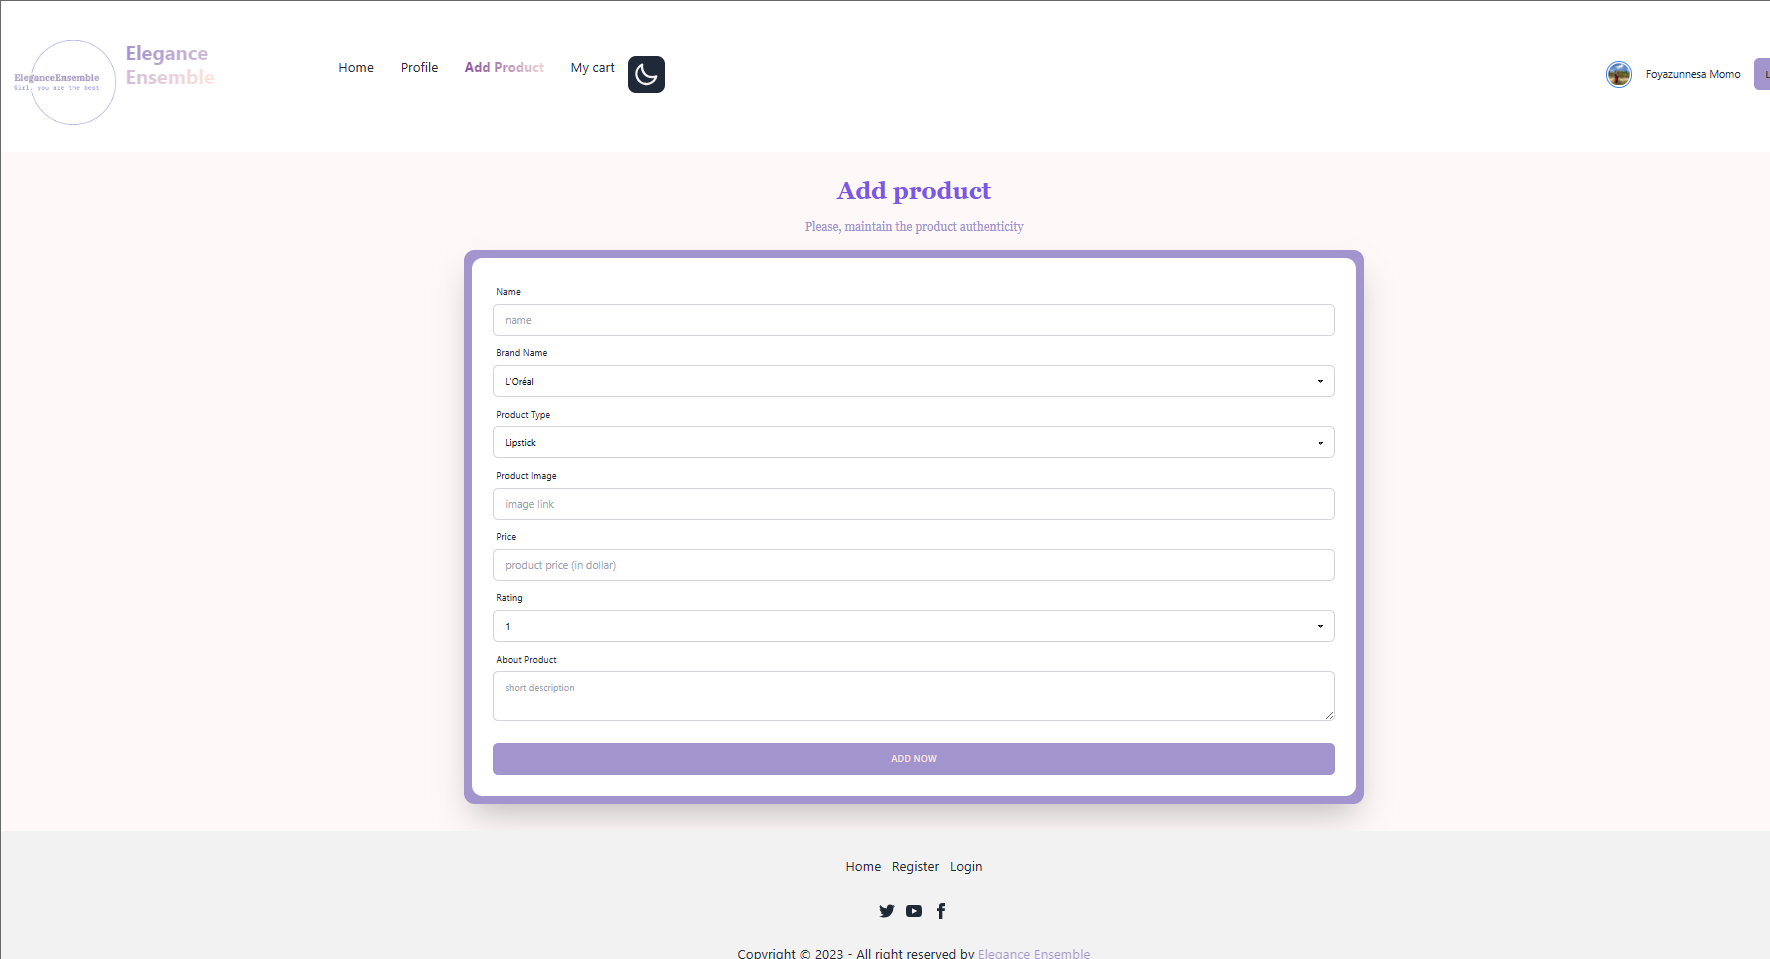 EleganceEnsemble
Girl, you are the best
Elegance
Ensemble
Home
Profile
Add Product
My cart
Foyazunnesa Momo
Add product
Please, maintain the product authenticity
Name
name
Brand Name
L'Oréal
Product Type
Lipstick
Product Image
image link
Price
product price (in dollar)
Rating
1
About Product
short description
ADD NOW
Home Register Login
Copyright © 2023 - All right reserved by Elegance Ensemble